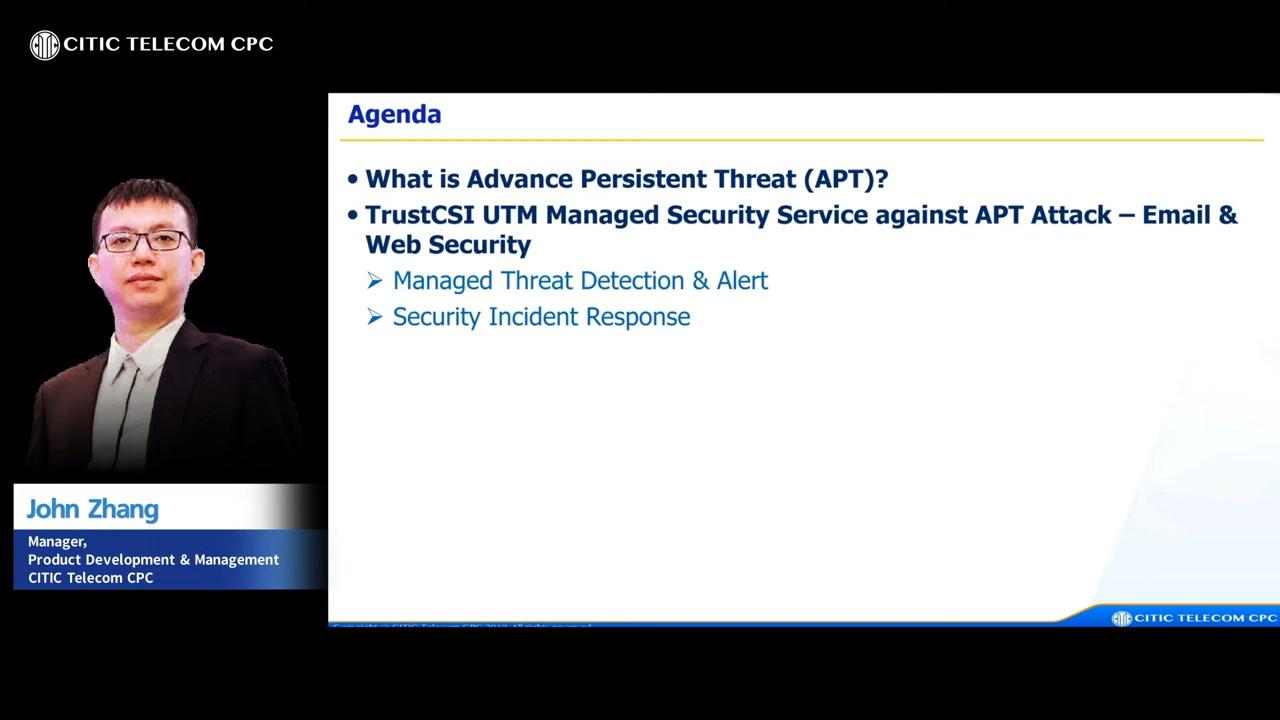 CITIC TELECOM CPC
Agenda
• What is Advance Persistent Threat (APT)?
• TrustCSI UTM Managed Security Service against APT Attack – Email &
Web Security
➢ Managed Threat Detection & Alert
➢ Security Incident Response
John Zhang
Manager,
Product Development & Management
CITIC Telecom CPC
CITIC TELECOM CPC